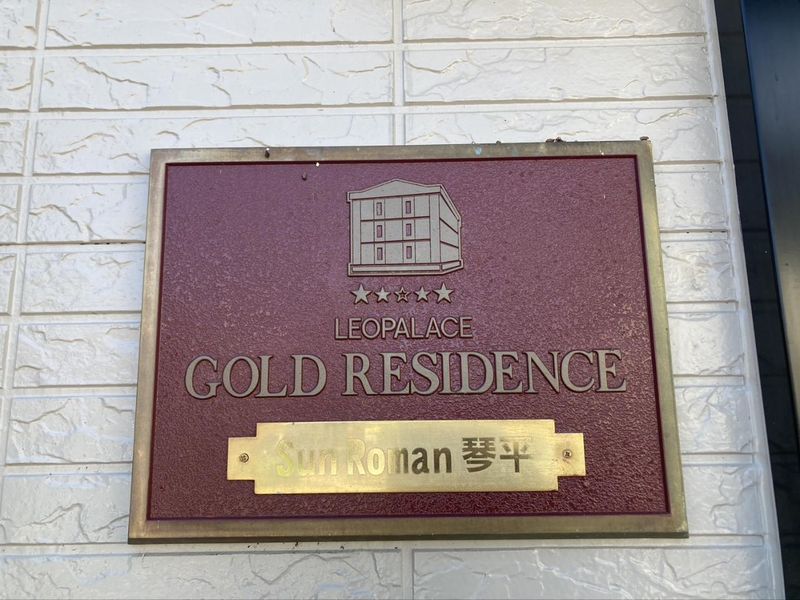 LEOPALACE
GOLD RESIDENCE
Sun Roman 琴平